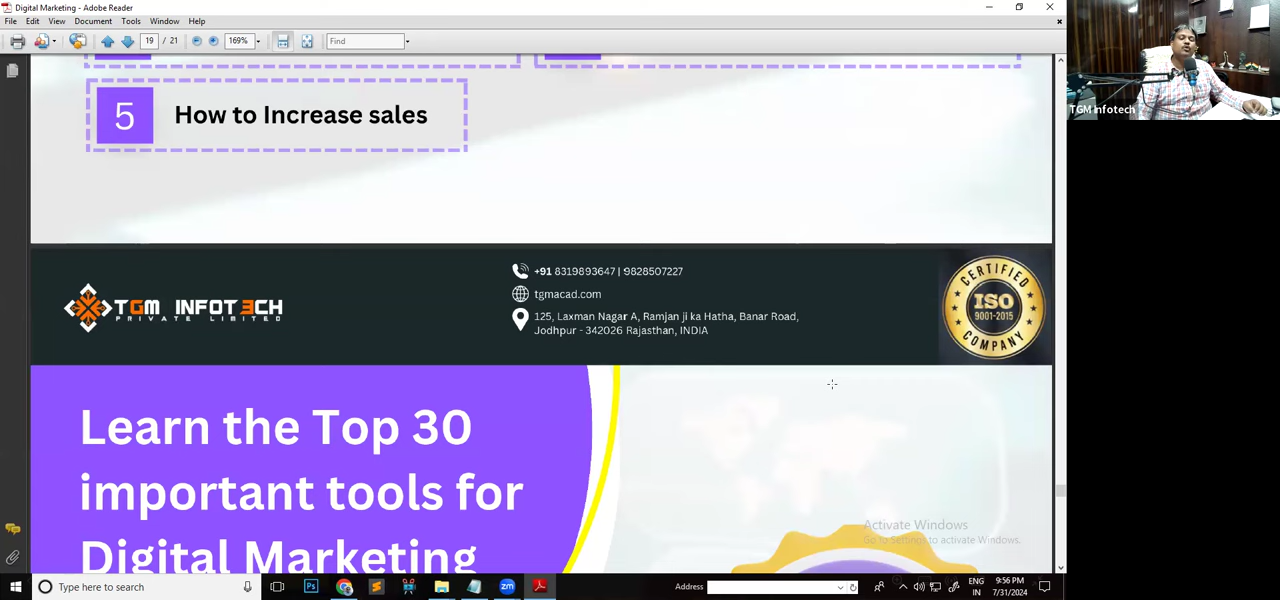 Digital Marketing - Adobe Reader
File Edit View Document Tools Window Help
19 / 21 169% Find
TGM Infotech
5 How to Increase sales
TGM INFOTECH
PRIVATE LIMITED
+91 8319893647 | 9828507227
tgmacad.com
125, Laxman Nagar A, Ramjan ji ka Hatha, Banar Road,
Jodhpur - 342026 Rajasthan, INDIA
CERTIFIED
ISO
9001-2015
COMPANY
Learn the Top 30
important tools for
Digital Marketing
Activate Windows
Go to Settings to activate Windows.
Type here to search
Address
ENG
IN
9:56 PM
7/31/2024